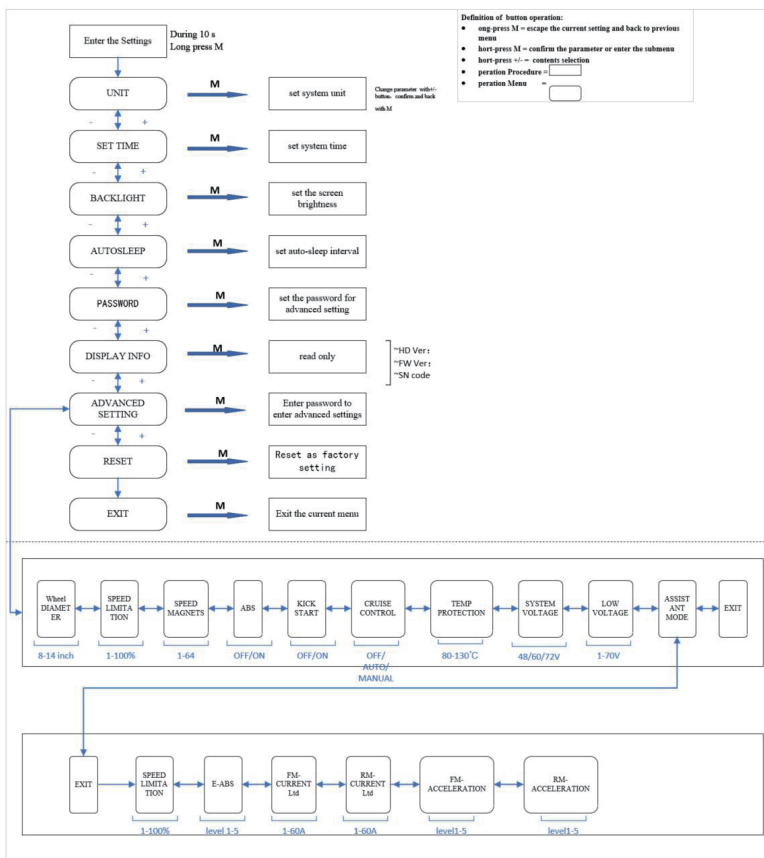 Enter the Settings
During 10 s
Long press M
Definition of button operation:
ong-press M = escape the current setting and back to previous
menu
hort-press M = confirm the parameter or enter the submenu
hort-press +/- = contents selection
peration Procedure =
peration Menu =
UNIT
M
set system unit
Change parameter with+/-
button, confirm and back
with M
- +
SET TIME
M
set system time
- +
BACKLIGHT
M
set the screen
brightness
- +
AUTOSLEEP
M
set auto-sleep interval
- +
PASSWORD
M
set the password for
advanced setting
- +
DISPLAY INFO
M
read only
~HD Ver:
~FW Ver:
~SN code
- +
ADVANCED
SETTING
M
Enter password to
enter advanced settings
- +
RESET
M
Reset as factory
setting
EXIT
M
Exit the current menu
Wheel
DIAMET
ER
8-14 inch
SPEED
LIMITA
TION
1-100%
SPEED
MAGNETS
1-64
ABS
OFF/ON
KICK
START
OFF/ON
CRUISE
CONTROL
OFF/
AUTO/
MANUAL
TEMP
PROTECTION
80-130℃
SYSTEM
VOLTAGE
48/60/72V
LOW
VOLTAGE
1-70V
ASSIST
ANT
MODE
EXIT
EXIT
SPEED
LIMITA
TION
1-100%
E-ABS
level 1-5
FM-
CURRENT
Ltd
1-60A
RM-
CURRENT
Ltd
1-60A
FM-
ACCELERATION
level1-5
RM-
ACCELERATION
level1-5